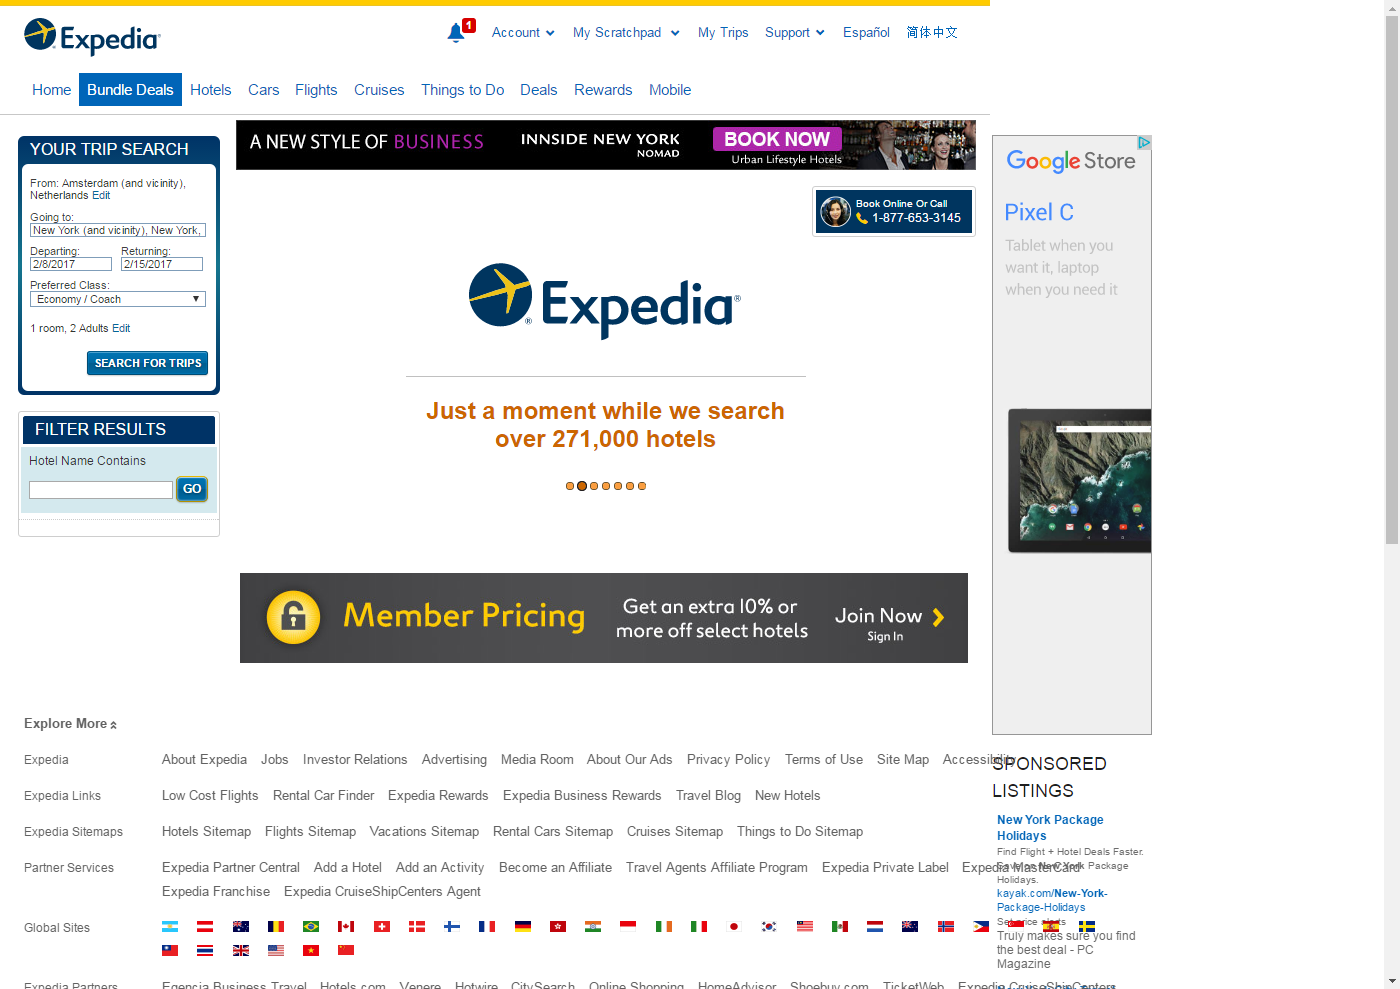 Expedia
1
Account
My Scratchpad
My Trips
Support
Español
简体中文
Home
Bundle Deals
Hotels
Cars
Flights
Cruises
Things to Do
Deals
Rewards
Mobile
YOUR TRIP SEARCH
From: Amsterdam (and vicinity),
Netherlands Edit
Going to:
New York (and vicinity), New York,
Departing: Returning:
2/8/2017 2/15/2017
Preferred Class:
Economy / Coach
1 room, 2 Adults Edit
SEARCH FOR TRIPS
FILTER RESULTS
Hotel Name Contains
GO
A NEW STYLE OF BUSINESS
INNSIDE NEW YORK
NOMAD
BOOK NOW
Urban Lifestyle Hotels
Book Online Or Call
1-877-653-3145
Expedia®
Just a moment while we search
over 271,000 hotels
Member Pricing
Get an extra 10% or
more off select hotels
Join Now
Sign In
Google Store
Pixel C
Tablet when you
want it, laptop
when you need it
SPONSORED
LISTINGS
New York Package
Holidays
Find Flight + Hotel Deals Faster.
Save on New York Package
Holidays.
kayak.com/New-York-
Package-Holidays
Set price alerts
Truly makes sure you find
the best deal - PC
Magazine
Explore More
Expedia
About Expedia Jobs Investor Relations Advertising Media Room About Our Ads Privacy Policy Terms of Use Site Map Accessibility
Expedia Links
Low Cost Flights Rental Car Finder Expedia Rewards Expedia Business Rewards Travel Blog New Hotels
Expedia Sitemaps
Hotels Sitemap Flights Sitemap Vacations Sitemap Rental Cars Sitemap Cruises Sitemap Things to Do Sitemap
Partner Services
Expedia Partner Central Add a Hotel Add an Activity Become an Affiliate Travel Agents Affiliate Program Expedia Private Label Expedia MasterCard
Expedia Franchise Expedia CruiseShipCenters Agent
Global Sites
Expedia Partners
Egencia Business Travel Hotels.com Venere Hotwire CitySearch Online Shopping HomeAdvisor Shoebuy.com TicketWeb Expedia CruiseShipCenters